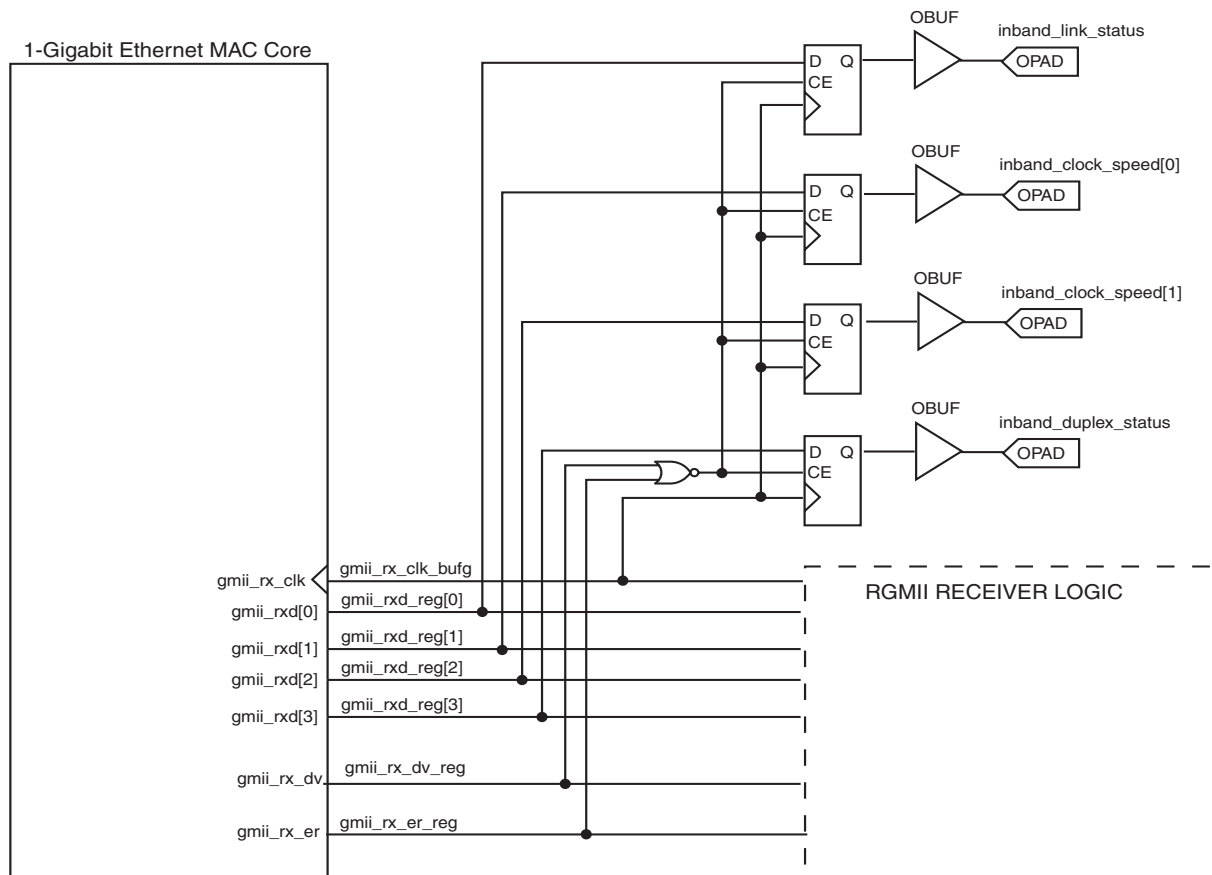 OBUF
inband_link_status
1-Gigabit Ethernet MAC Core
D Q
OPAD
CE
OBUF
inband_clock_speed[0]
D Q
OPAD
CE
OBUF
inband_clock_speed[1]
D Q
OPAD
CE
OBUF
inband_duplex_status
D Q
OPAD
CE
gmii_rx_clk
gmii_rx_clk_bufg
RGMII RECEIVER LOGIC
gmii_rxd[0]
gmii_rxd_reg[0]
gmii_rxd[1]
gmii_rxd_reg[1]
gmii_rxd[2]
gmii_rxd_reg[2]
gmii_rxd[3]
gmii_rxd_reg[3]
gmii_rx_dv
gmii_rx_dv_reg
gmii_rx_er
gmii_rx_er_reg